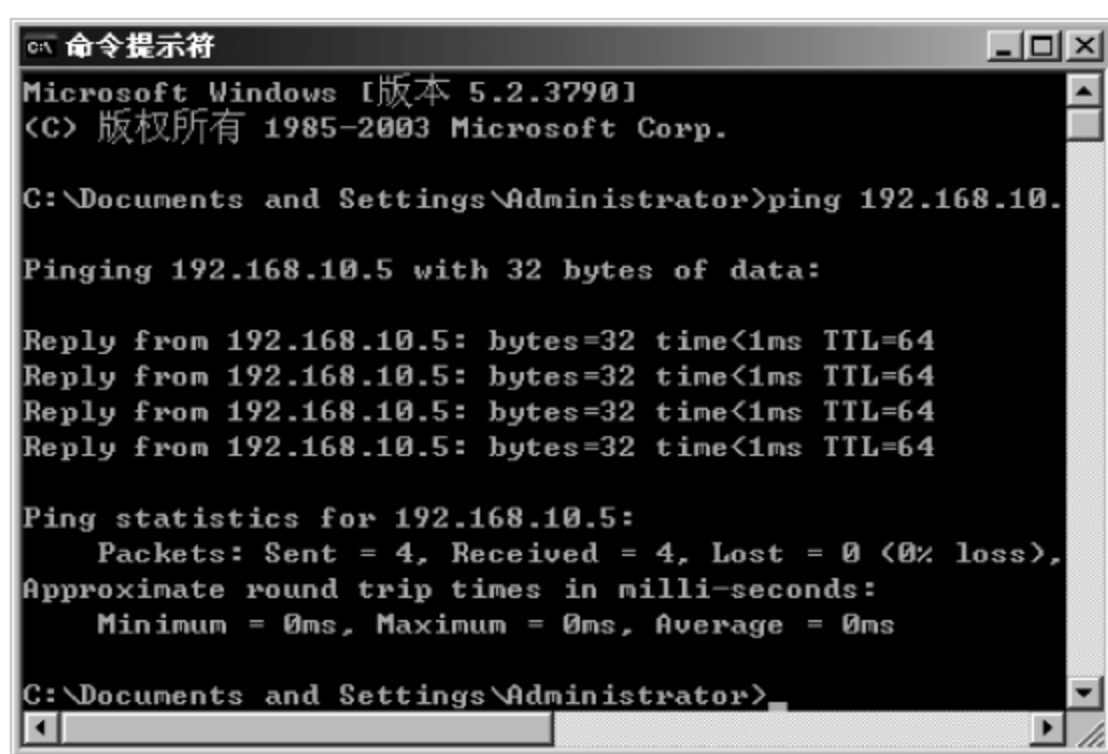 命令提示符
Microsoft Windows [版本 5.2.3790]
(C) 版权所有 1985-2003 Microsoft Corp.
C:\Documents and Settings\Administrator>ping 192.168.10.
Pinging 192.168.10.5 with 32 bytes of data:
Reply from 192.168.10.5: bytes=32 time<1ms TTL=64
Reply from 192.168.10.5: bytes=32 time<1ms TTL=64
Reply from 192.168.10.5: bytes=32 time<1ms TTL=64
Reply from 192.168.10.5: bytes=32 time<1ms TTL=64
Ping statistics for 192.168.10.5:
Packets: Sent = 4, Received = 4, Lost = 0 (0% loss),
Approximate round trip times in milli-seconds:
Minimum = 0ms, Maximum = 0ms, Average = 0ms
C:\Documents and Settings\Administrator>_